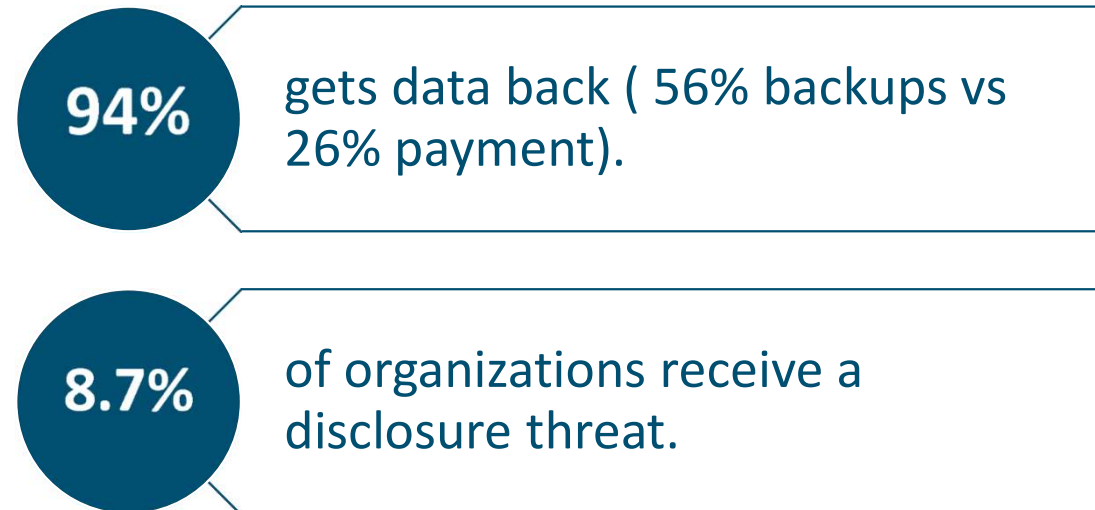 94%
gets data back ( 56% backups vs
26% payment).
8.7%
of organizations receive a
disclosure threat.